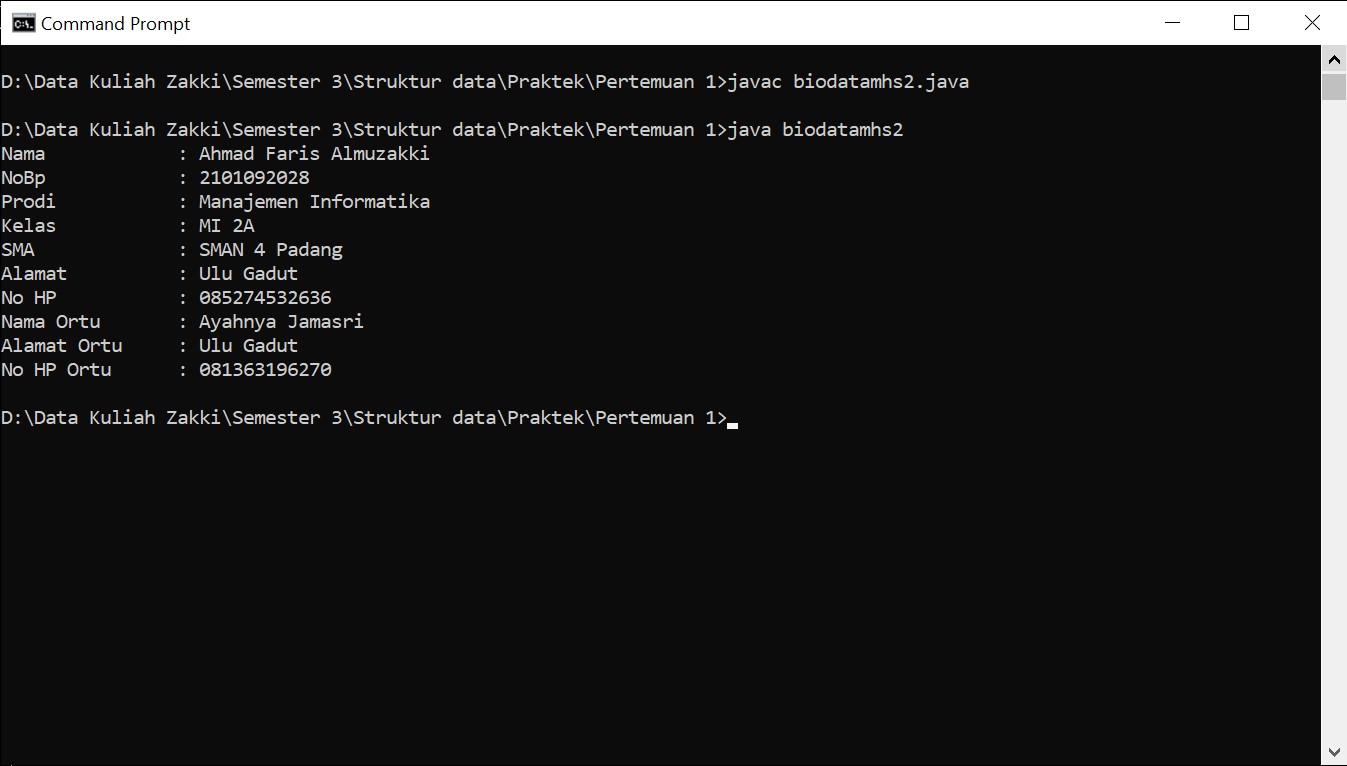 Command Prompt
D:\Data Kuliah Zakki\Semester 3\Struktur data\Praktek\Pertemuan 1>javac biodatamhs2.java
D:\Data Kuliah Zakki\Semester 3\Struktur data\Praktek\Pertemuan 1>java biodatamhs2
Nama : Ahmad Faris Almuzakki
NoBp : 2101092028
Prodi : Manajemen Informatika
Kelas : MI 2A
SMA : SMAN 4 Padang
Alamat : Ulu Gadut
No HP : 085274532636
Nama Ortu : Ayahnya Jamasri
Alamat Ortu : Ulu Gadut
No HP Ortu : 081363196270
D:\Data Kuliah Zakki\Semester 3\Struktur data\Praktek\Pertemuan 1>